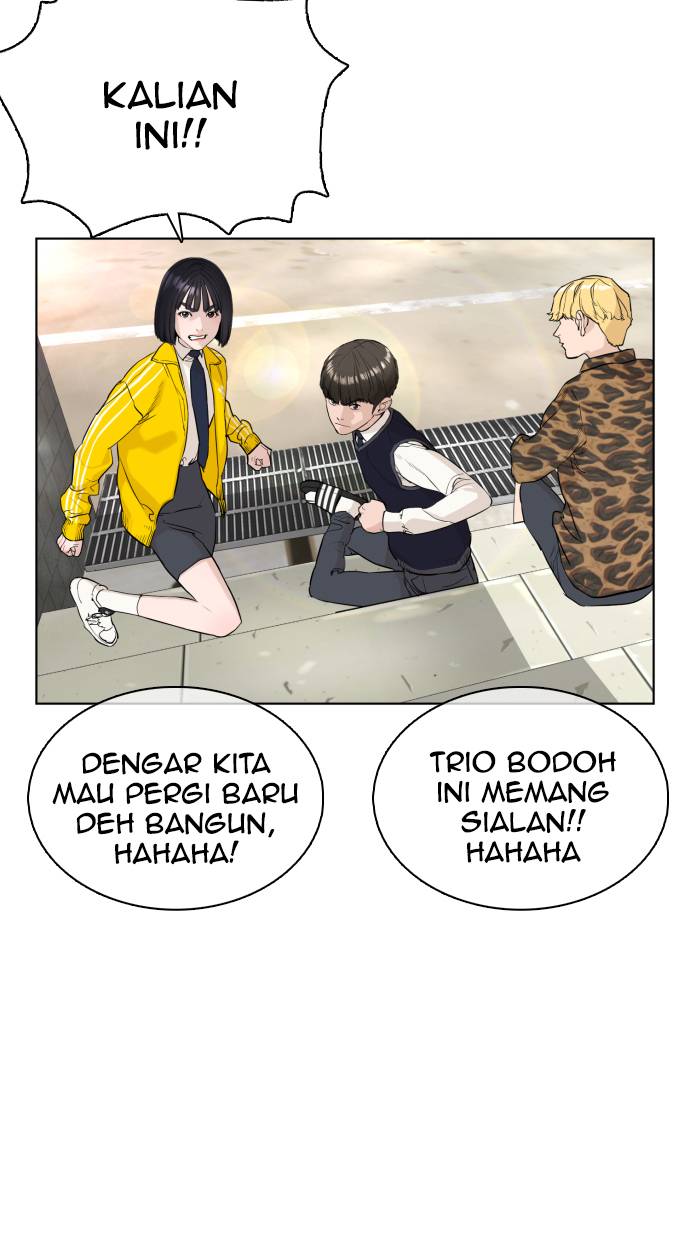 KALIAN
INI!!
DENGAR KITA
MAU PERGI BARU
DEH BANGUN,
HAHAHA!
TRIO BODOH
INI MEMANG
SIALAN!!
HAHAHA